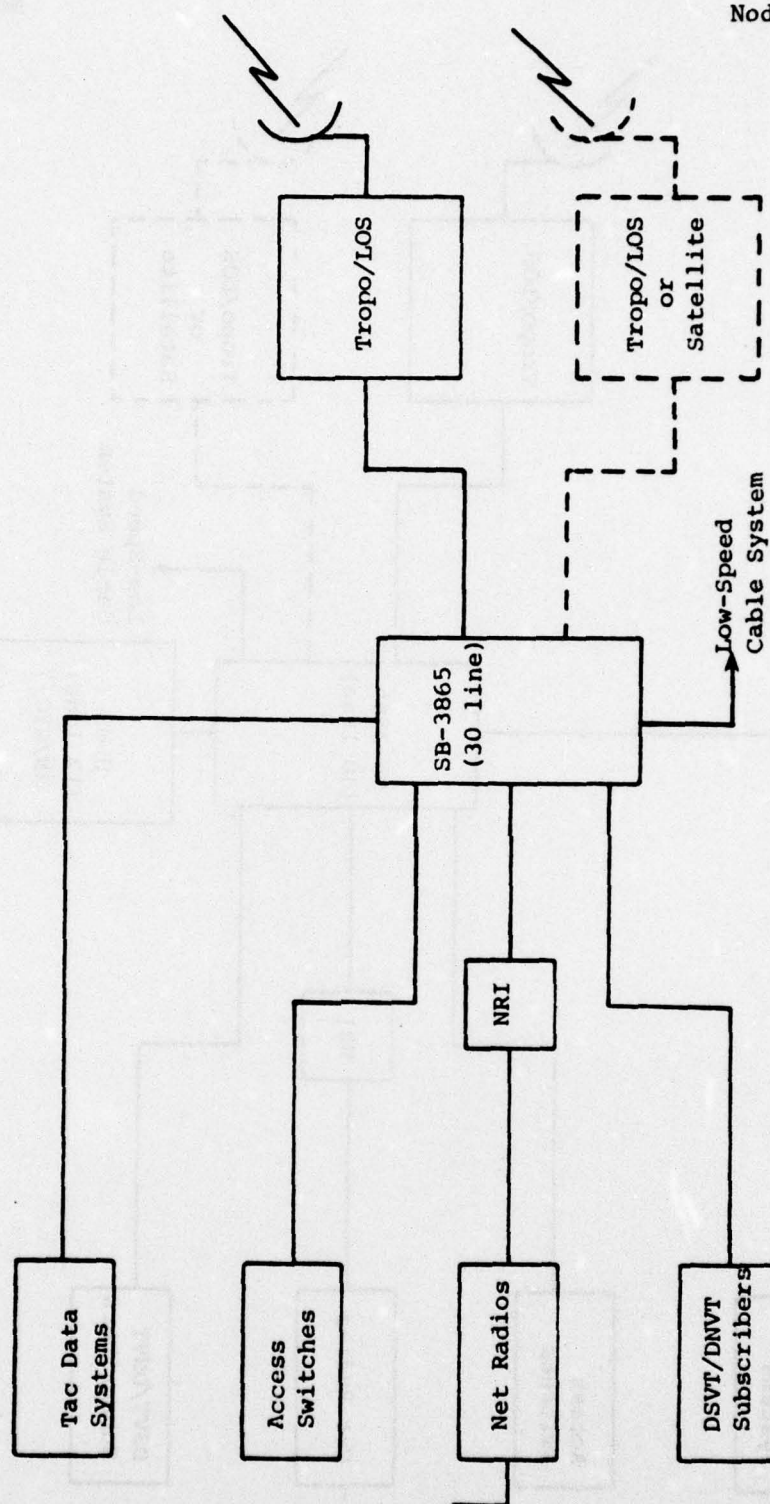 Nod
Tac Data
Systems
Access
Switches
Net Radios
DSVT/DNVT
Subscribers
NRI
SB-3865
(30 line)
Low-Speed
Cable System
Tropo/LOS
Tropo/LOS
or
Satellite